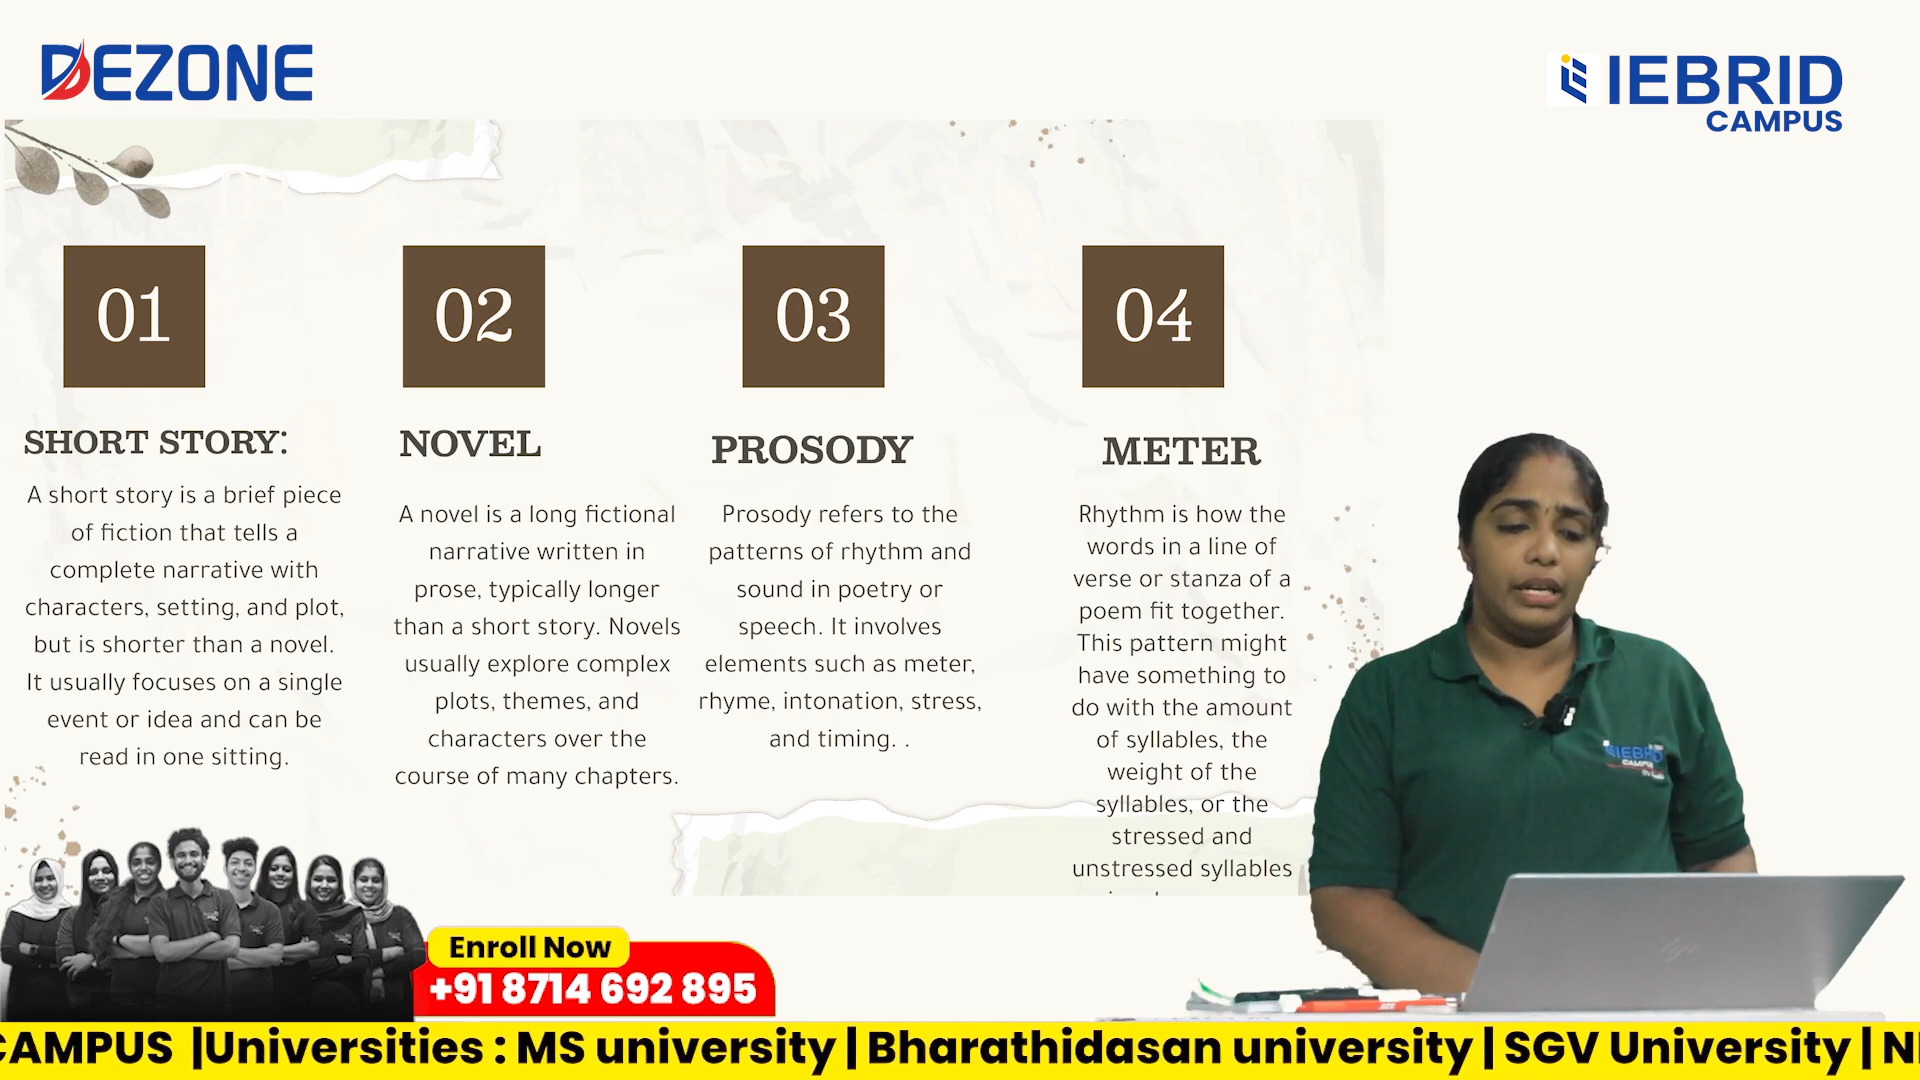 DEZONE
IEBRID
CAMPUS
01
02
03
04
SHORT STORY:
A short story is a brief piece
of fiction that tells a
complete narrative with
characters, setting, and plot,
but is shorter than a novel.
It usually focuses on a single
event or idea and can be
read in one sitting.
NOVEL
A novel is a long fictional
narrative written in
prose, typically longer
than a short story. Novels
usually explore complex
plots, themes, and
characters over the
course of many chapters.
PROSODY
Prosody refers to the
patterns of rhythm and
sound in poetry or
speech. It involves
elements such as meter,
rhyme, intonation, stress,
and timing. .
METER
Rhythm is how the
words in a line of
verse or stanza of a
poem fit together.
This pattern might
have something to
do with the amount
of syllables, the
weight of the
syllables, or the
stressed and
unstressed syllables
IEBRID
CAMPUS
hp
Enroll Now
+91 8714 692 895
CAMPUS |Universities : MS university | Bharathidasan university | SGV University |